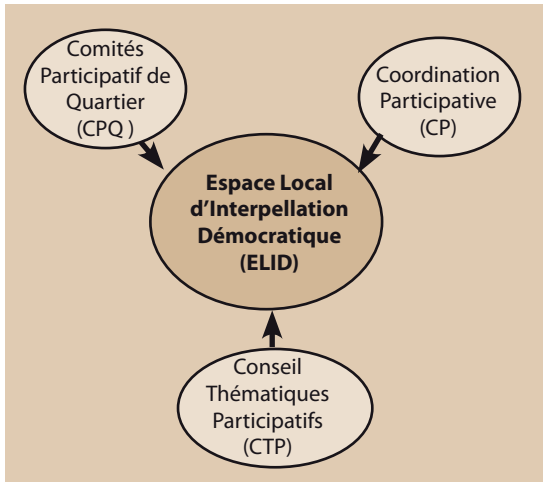 Comités
Participatif de
Quartier
(CPQ )
Coordination
Participative
(CP)
Espace Local
d'Interpellation
Démocratique
(ELID)
Conseil
Thématiques
Participatifs
(CTP)